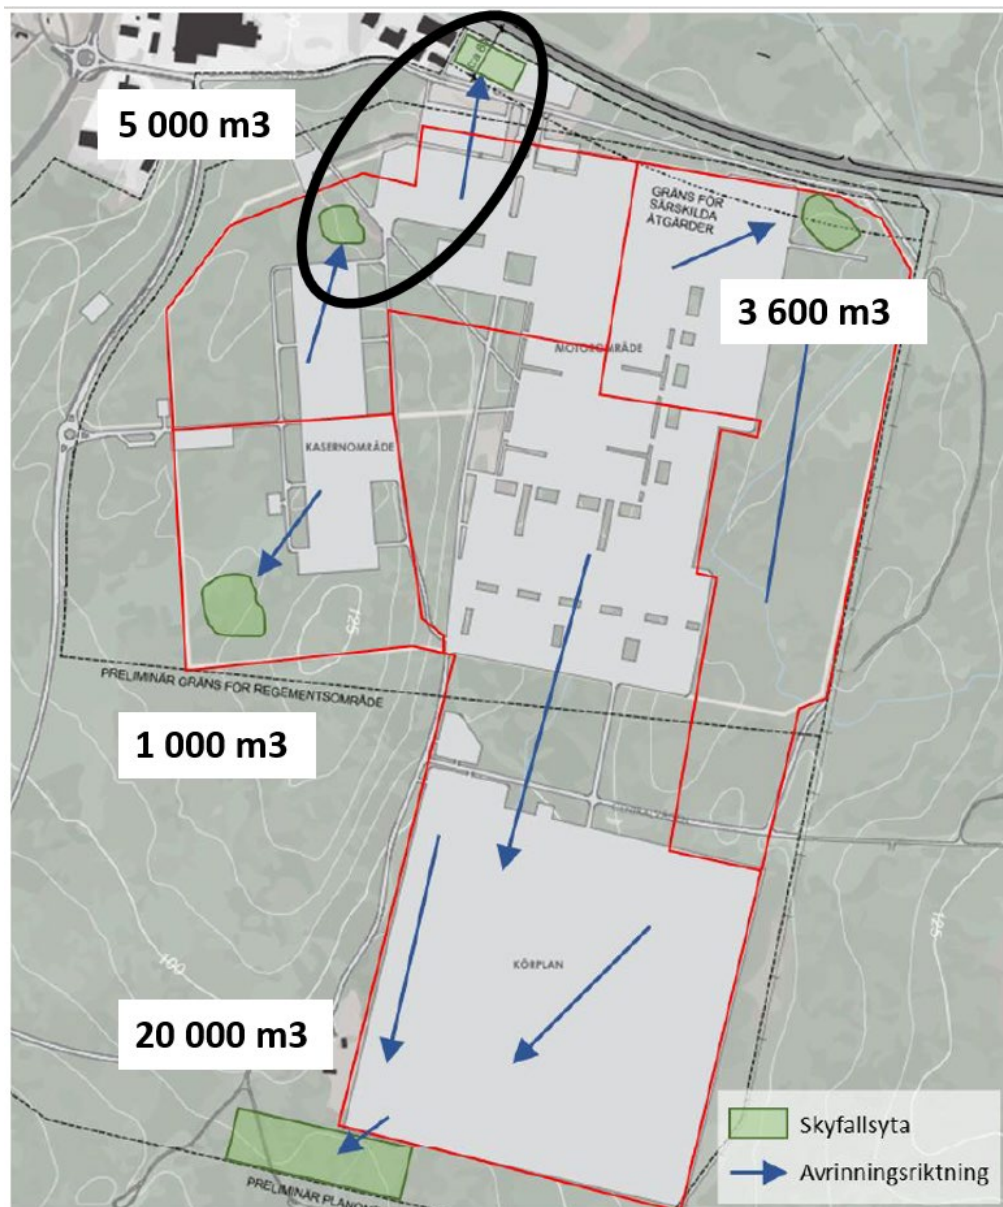 5 000 m3
GRÄNS FÖR
SÄRSKILDA
ÅTGÄRDER
3 600 m3
MOTOROMRÅDE
KASERNOMRÅDE
125
PRELIMINÄR GRÄNS FÖR REGEMENTSOMRÅDE
1 000 m3
KÖRPLAN
125
100
20 000 m3
Skyfallsyta
Avrinningsriktning
PRELIMINÄR